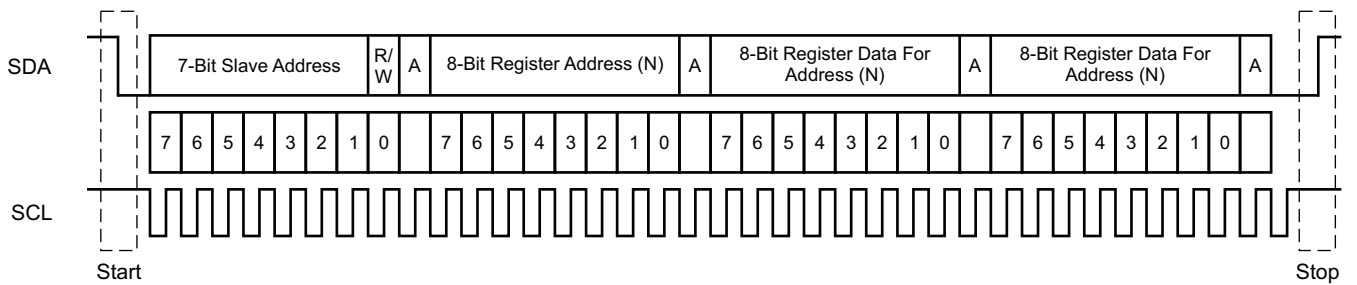 SDA
7-Bit Slave Address
R/
W
A
8-Bit Register Address (N)
A
8-Bit Register Data For
Address (N)
A
8-Bit Register Data For
Address (N)
A
7 6 5 4 3 2 1 0 7 6 5 4 3 2 1 0 7 6 5 4 3 2 1 0 7 6 5 4 3 2 1 0
SCL
Start
Stop